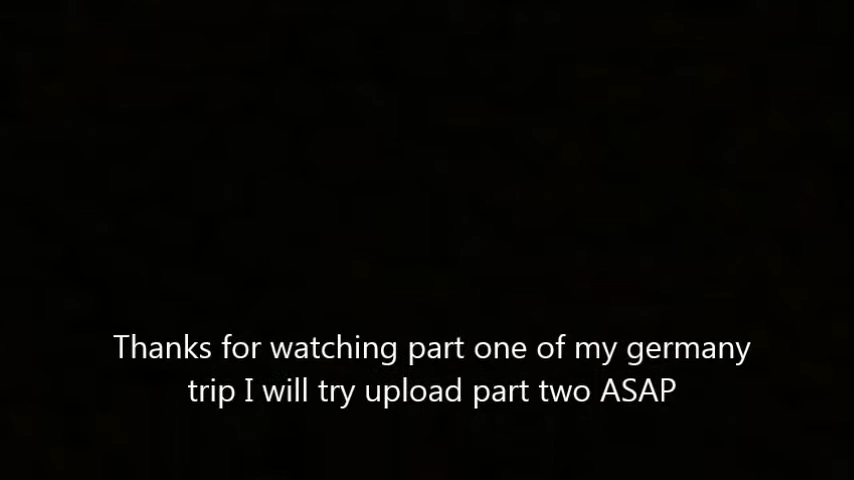 Thanks for watching part one of my germany
trip I will try upload part two ASAP